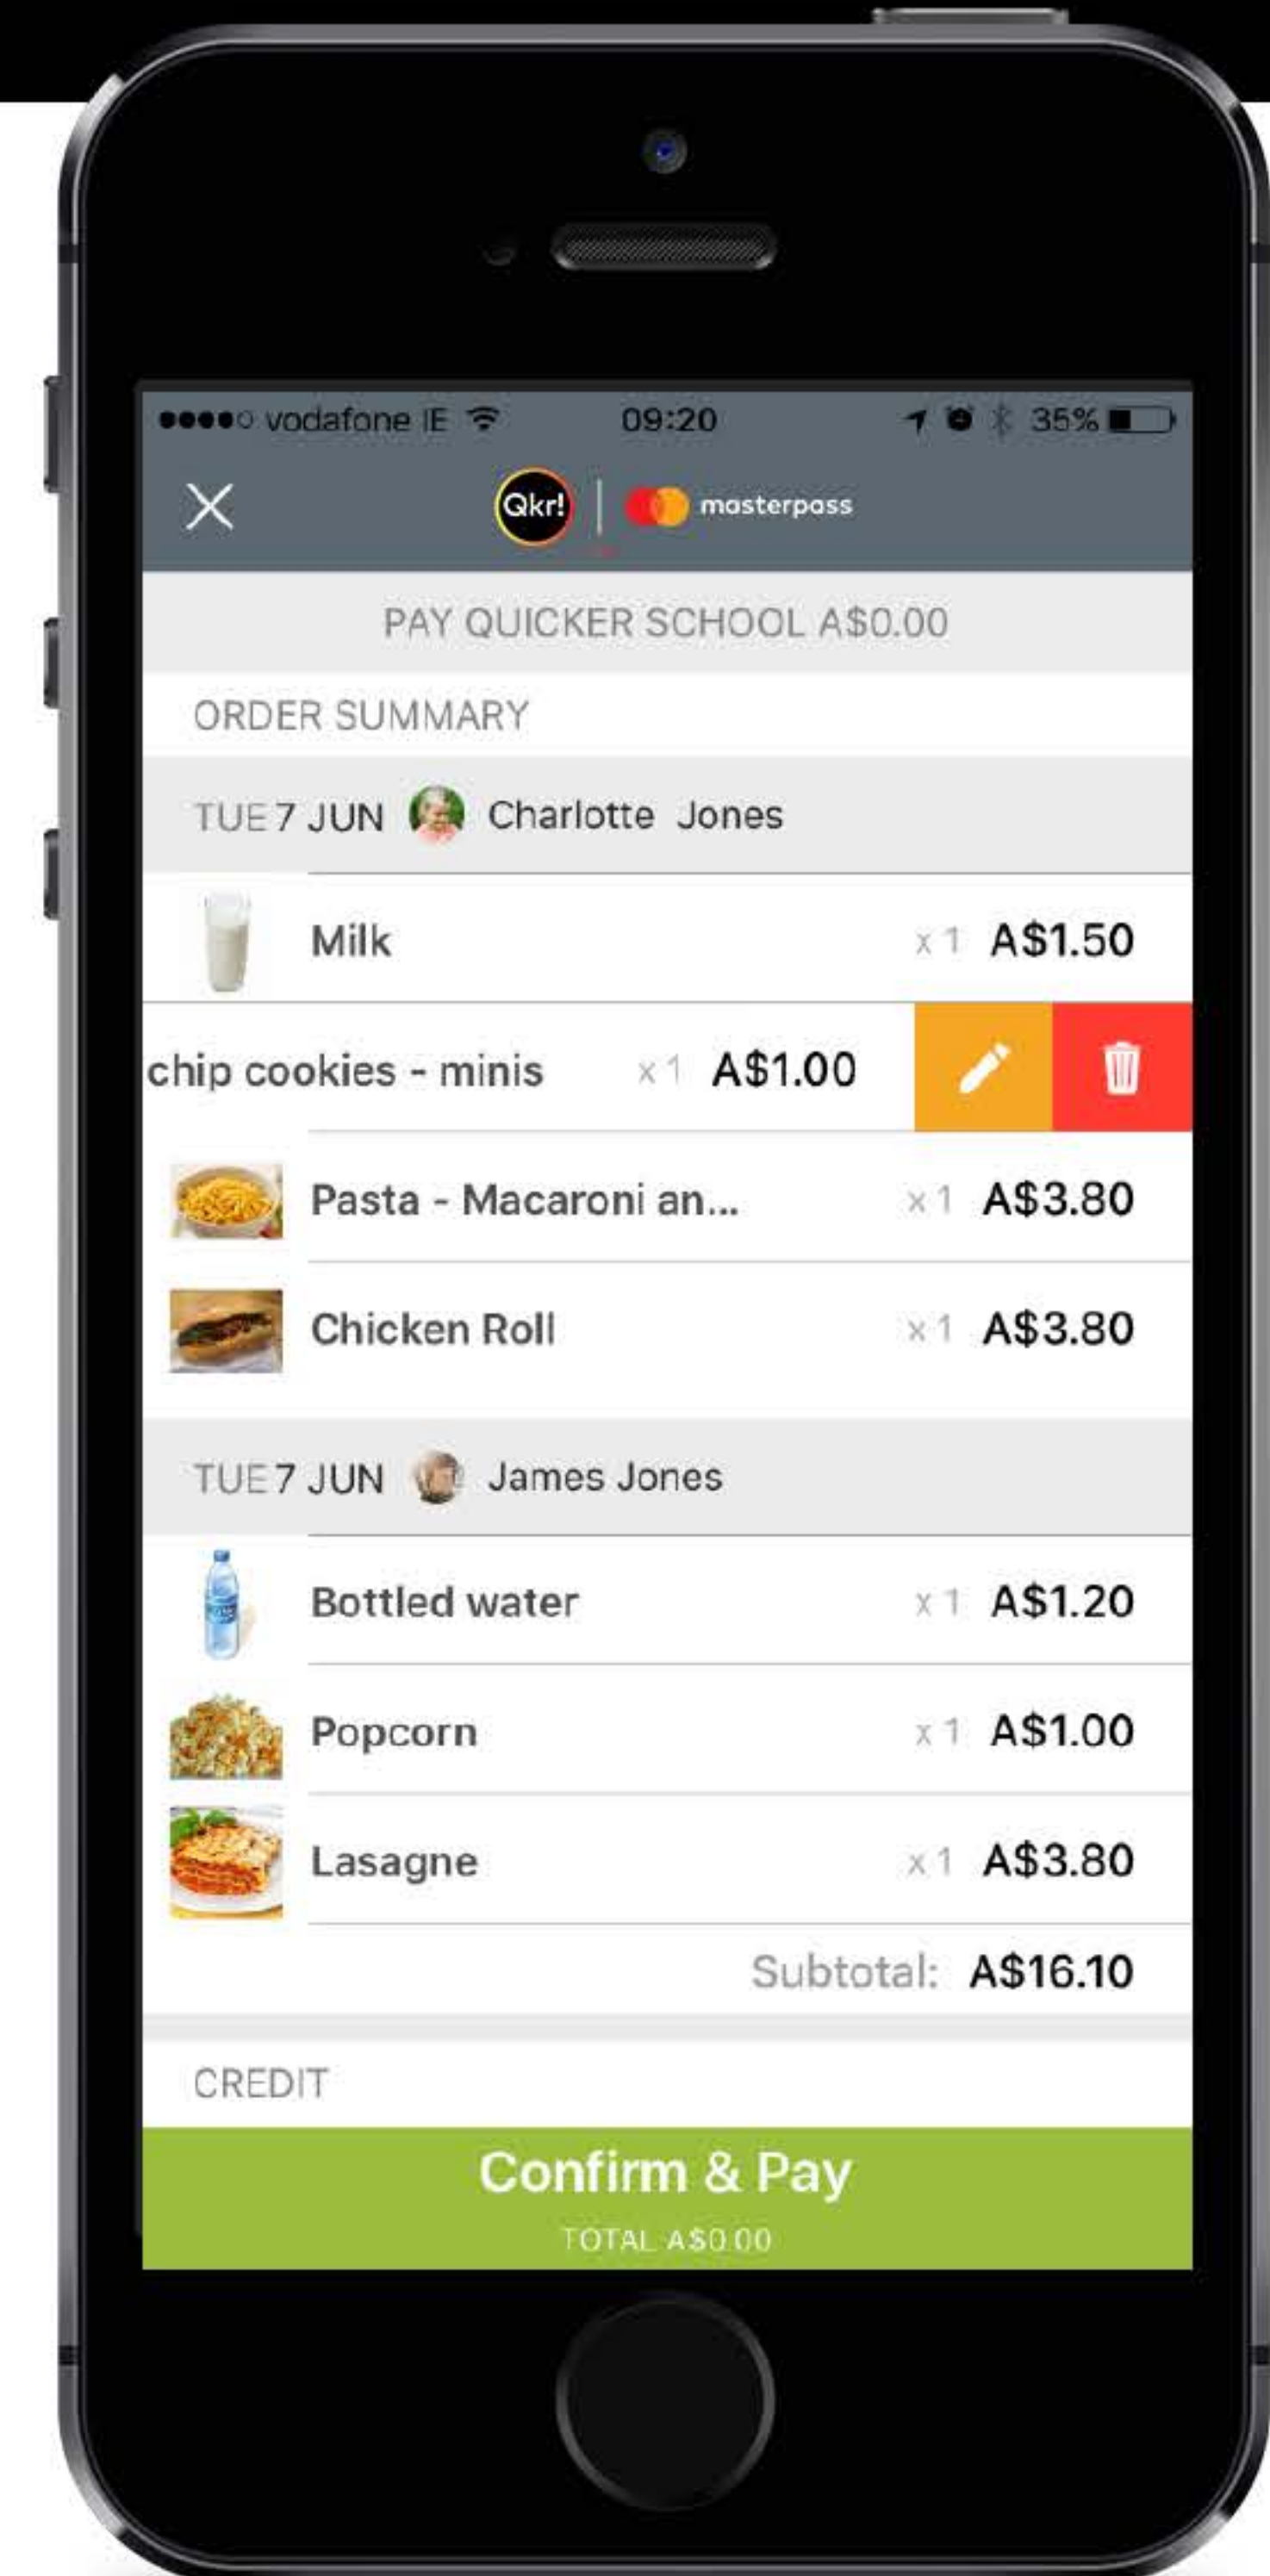 vodafone IE 09:20 35%
Qkr! masterpass
PAY QUICKER SCHOOL A$0.00
ORDER SUMMARY
TUE 7 JUN Charlotte Jones
Milk x 1 A$1.50
chip cookies - minis x 1 A$1.00
Pasta - Macaroni an... x 1 A$3.80
Chicken Roll x 1 A$3.80
TUE 7 JUN James Jones
Bottled water x 1 A$1.20
Popcorn x 1 A$1.00
Lasagne x 1 A$3.80
Subtotal: A$16.10
CREDIT
Confirm & Pay
TOTAL A$0.00